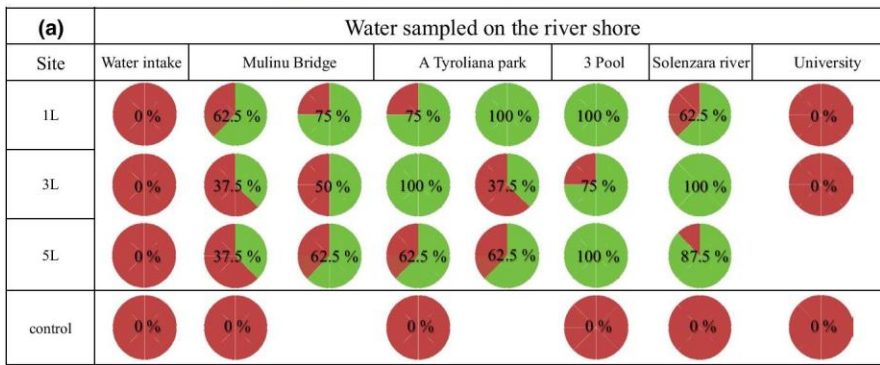 (a) Water sampled on the river shore
Site Water intake Mulinu Bridge A Tyroliana park 3 Pool Solenzara river University
1L 0 % 62.5 % 75 % 75 % 100 % 100 % 62.5 % 0 %
3L 0 % 37.5 % 50 % 100 % 37.5 % 75 % 100 % 0 %
5L 0 % 37.5 % 62.5 % 62.5 % 62.5 % 100 % 87.5 %
control 0 % 0 % 0 % 0 % 0 % 0 %